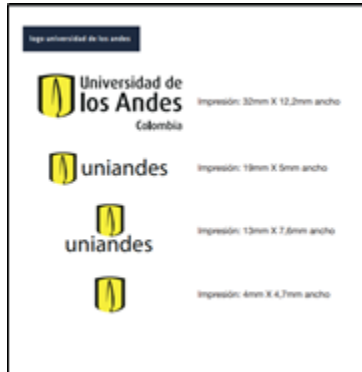 logo universidad de los andes
Universidad de
los Andes
Colombia
Impresión: 32mm X 12,2mm ancho
uniandes
Impresión: 19mm X 5mm ancho
uniandes
Impresión: 13mm X 7,6mm ancho
Impresión: 4mm X 4,7mm ancho